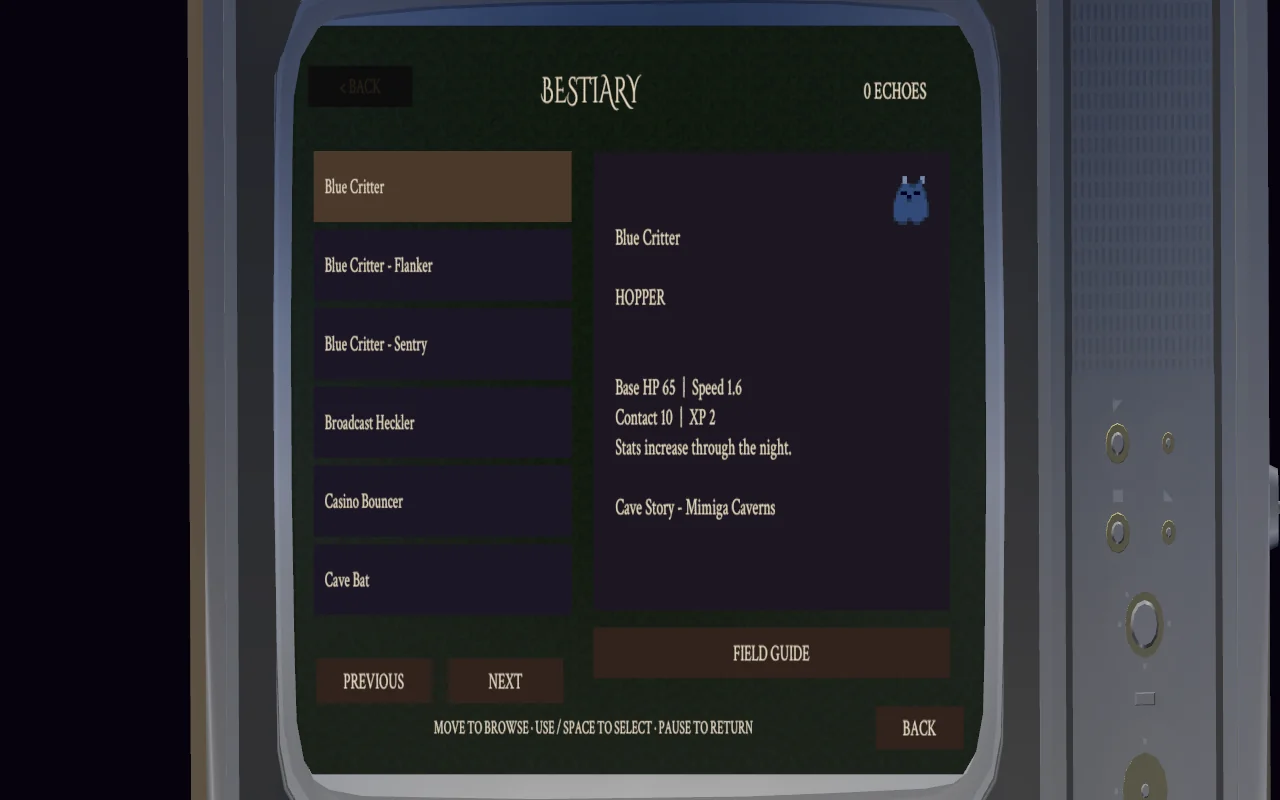 < BACK
BESTIARY
0 ECHOES
Blue Critter
Blue Critter - Flanker
Blue Critter - Sentry
Broadcast Heckler
Casino Bouncer
Cave Bat
PREVIOUS
NEXT
Blue Critter
HOPPER
Base HP 65 | Speed 1.6
Contact 10 | XP 2
Stats increase through the night.
Cave Story - Mimiga Caverns
FIELD GUIDE
MOVE TO BROWSE · USE / SPACE TO SELECT · PAUSE TO RETURN
BACK